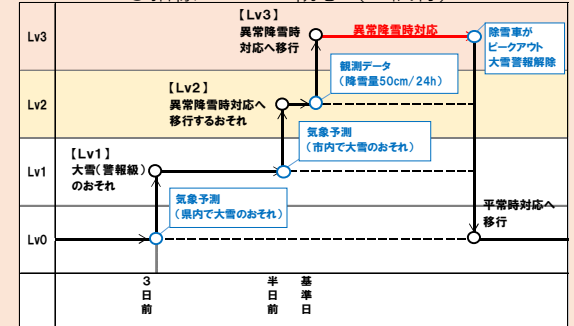 【Lv3】
異常降雪時
対応へ移行
異常降雪時対応
除雪車が
ピークアウト
大雪警報解除
Lv3
観測データ
(降雪量50cm/24h)
【Lv2】
異常降雪時対応へ
移行するおそれ
Lv2
気象予測
(市内で大雪のおそれ)
【Lv1】
大雪(警報級)
のおそれ
Lv1
気象予測
(県内で大雪のおそれ)
平常時対応へ
移行
Lv0
3日前
半日前
基準日